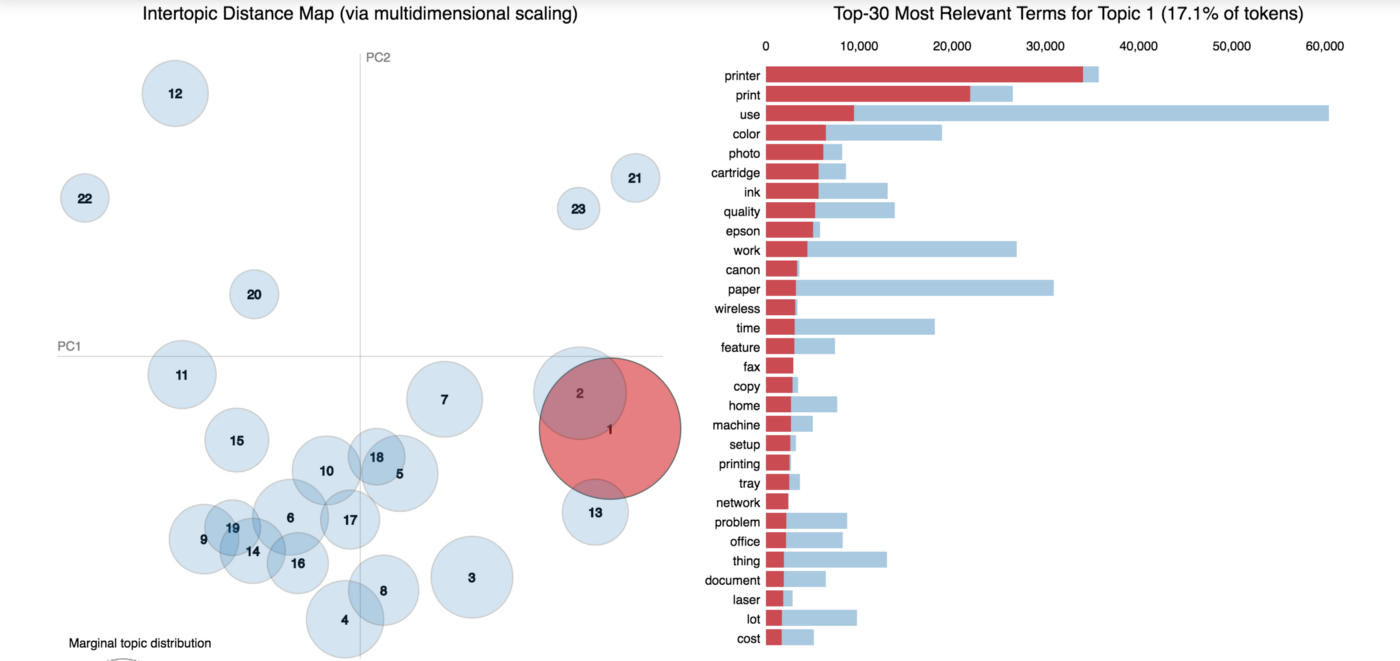 Intertopic Distance Map (via multidimensional scaling)
PC2
PC1
12
22
21
23
20
11
2
7
1
15
18
10
5
6
17
13
19
9
14
16
3
8
4
Marginal topic distribution
Top-30 Most Relevant Terms for Topic 1 (17.1% of tokens)
0 10,000 20,000 30,000 40,000 50,000 60,000
printer
print
use
color
photo
cartridge
ink
quality
epson
work
canon
paper
wireless
time
feature
fax
copy
home
machine
setup
printing
tray
network
problem
office
thing
document
laser
lot
cost